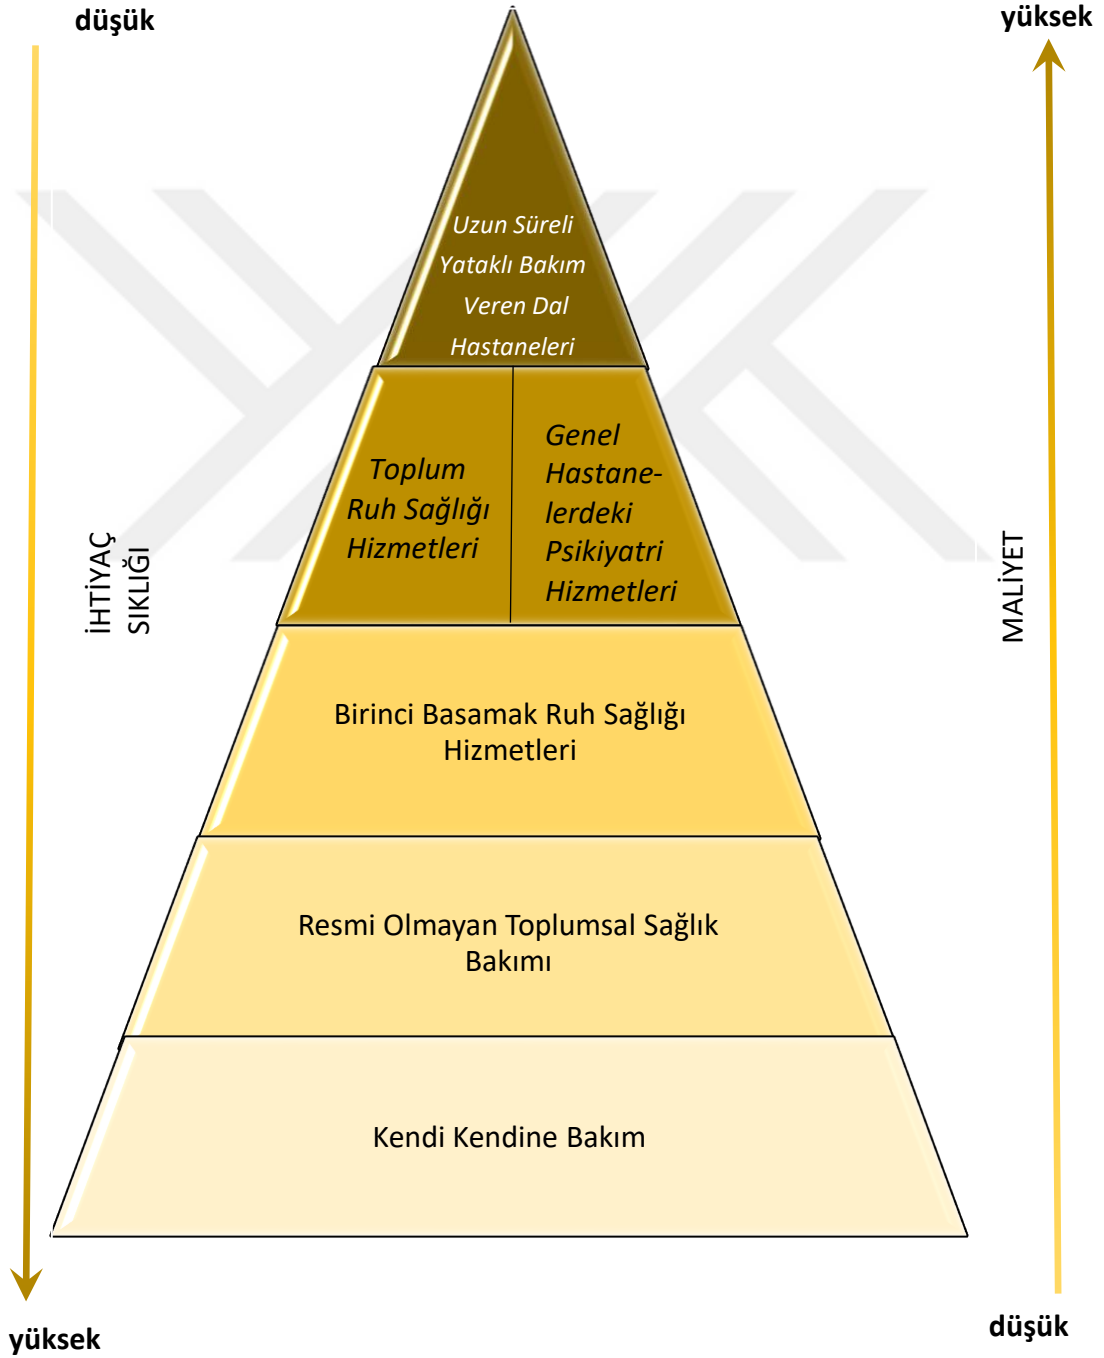 düşük
yüksek
Uzun Süreli
Yataklı Bakım
Veren Dal
Hastaneleri
Toplum
Ruh Sağlığı
Hizmetleri
Genel
Hastane-
lerdeki
Psikiyatri
Hizmetleri
İHTİYAÇ
SIKLIĞI
MALİYET
Birinci Basamak Ruh Sağlığı
Hizmetleri
Resmi Olmayan Toplumsal Sağlık
Bakımı
Kendi Kendine Bakım
yüksek
düşük